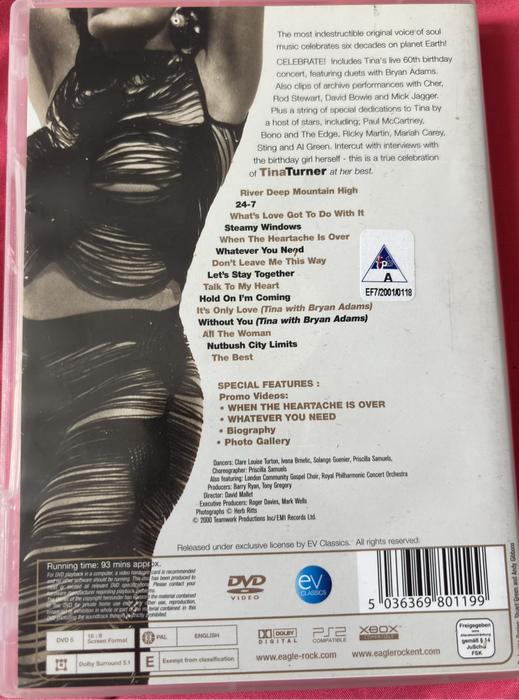 The most indestructible original voice of soul
music celebrates six decades on planet Earth!
CELEBRATE! Includes Tina's live 60th birthday
concert, featuring duets with Bryan Adams.
Also clips of archive performances with Cher,
Rod Stewart, David Bowie and Mick Jagger.
Plus a string of special dedications to Tina by
a host of stars, including; Paul McCartney,
Bono and The Edge, Ricky Martin, Mariah Carey,
Sting and Al Green. Intercut with interviews with
the birthday girl herself - this is a true celebration
of TinaTurner at her best.
River Deep Mountain High
24-7
What's Love Got To Do With It
Steamy Windows
When The Heartache Is Over
Whatever You Need
Don't Leave Me This Way
Let's Stay Together
Talk To My Heart
Hold On I'm Coming
It's Only Love (Tina with Bryan Adams)
Without You (Tina with Bryan Adams)
All The Woman
Nutbush City Limits
The Best
A
EF7/2001/0118
SPECIAL FEATURES :
Promo Videos:
• WHEN THE HEARTACHE IS OVER
• WHATEVER YOU NEED
• Biography
• Photo Gallery
Dancers: Clare Louise Turton, Ivona Brnelic, Solange Guenier, Priscilla Samuels,
Choreographer: Priscilla Samuels
Also featuring: London Community Gospel Choir, Royal Philharmonic Concert Orchestra
Producers: Barry Ryan, Tony Gregory
Director: David Mallet
Executive Producers: Roger Davies, Mark Wells
Photographs © Herb Ritts
© 2000 Teamwork Productions Inc/EMI Records Ltd.
Released under exclusive license by EV Classics. All rights reserved.
Running time: 93 mins approx.
DVD
VIDEO
ev
CLASSICS
5 036369 801199
DVD 5
16 : 9
Screen Format
PAL
ENGLISH
DOLBY
DIGITAL
PS2
COMPATIBLE
XBOX
Dolby Surround 5.1
E
Exempt from classification
www.eagle-rock.com
www.eaglerockent.com
Freigegeben
ohne
Altersbeschränkung
gemäß § 14
JuSchG
FSK